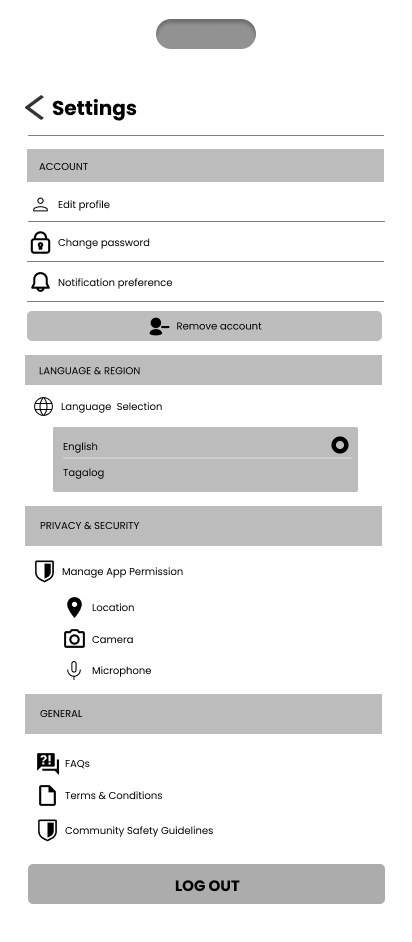 Settings
ACCOUNT
Edit profile
Change password
Notification preference
Remove account
LANGUAGE & REGION
Language Selection
English
Tagalog
PRIVACY & SECURITY
Manage App Permission
Location
Camera
Microphone
GENERAL
?!
FAQs
Terms & Conditions
Community Safety Guidelines
LOG OUT